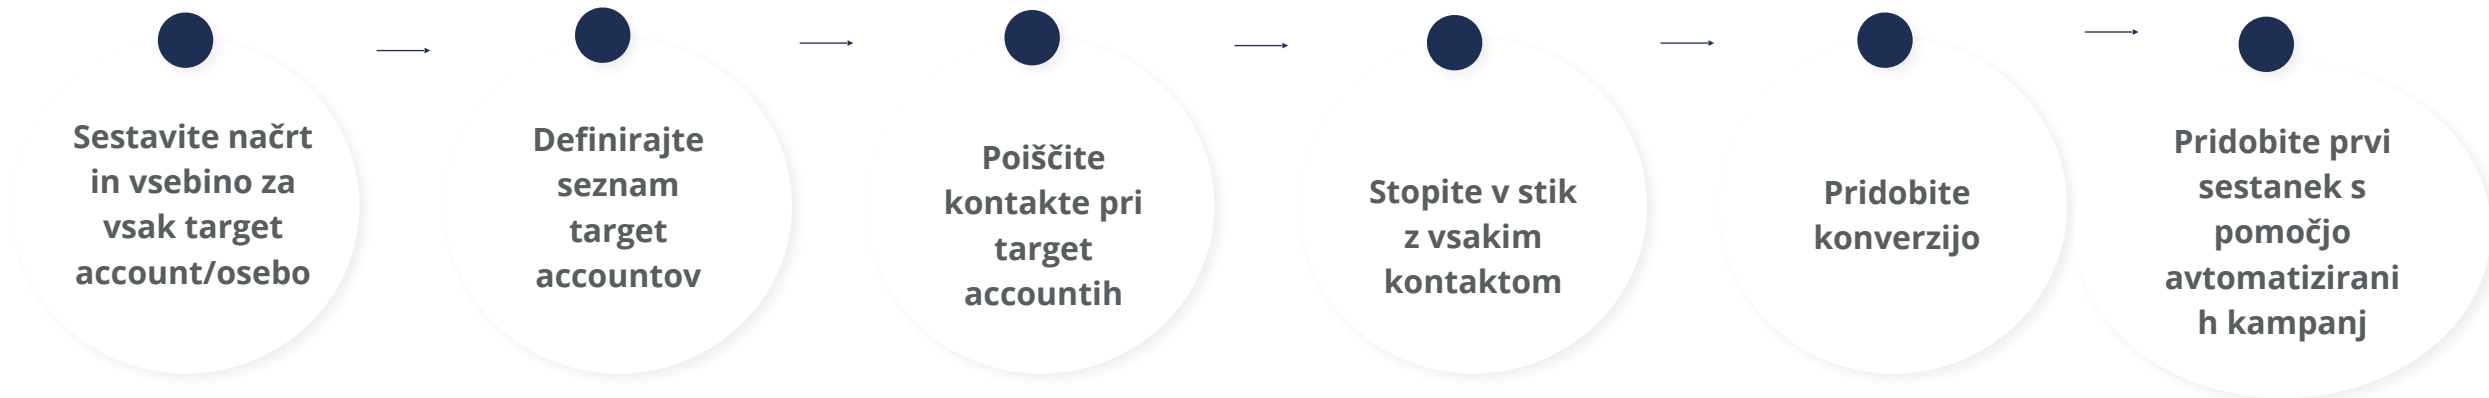 Sestavite načrt
in vsebino za
vsak target
account/osebo
Definirajte
seznam
target
accountov
Poiščite
kontakte pri
target
accountih
Stopite v stik
z vsakim
kontaktom
Pridobite
konverzijo
Pridobite prvi
sestanek s
pomočjo
avtomatizirani
h kampanj